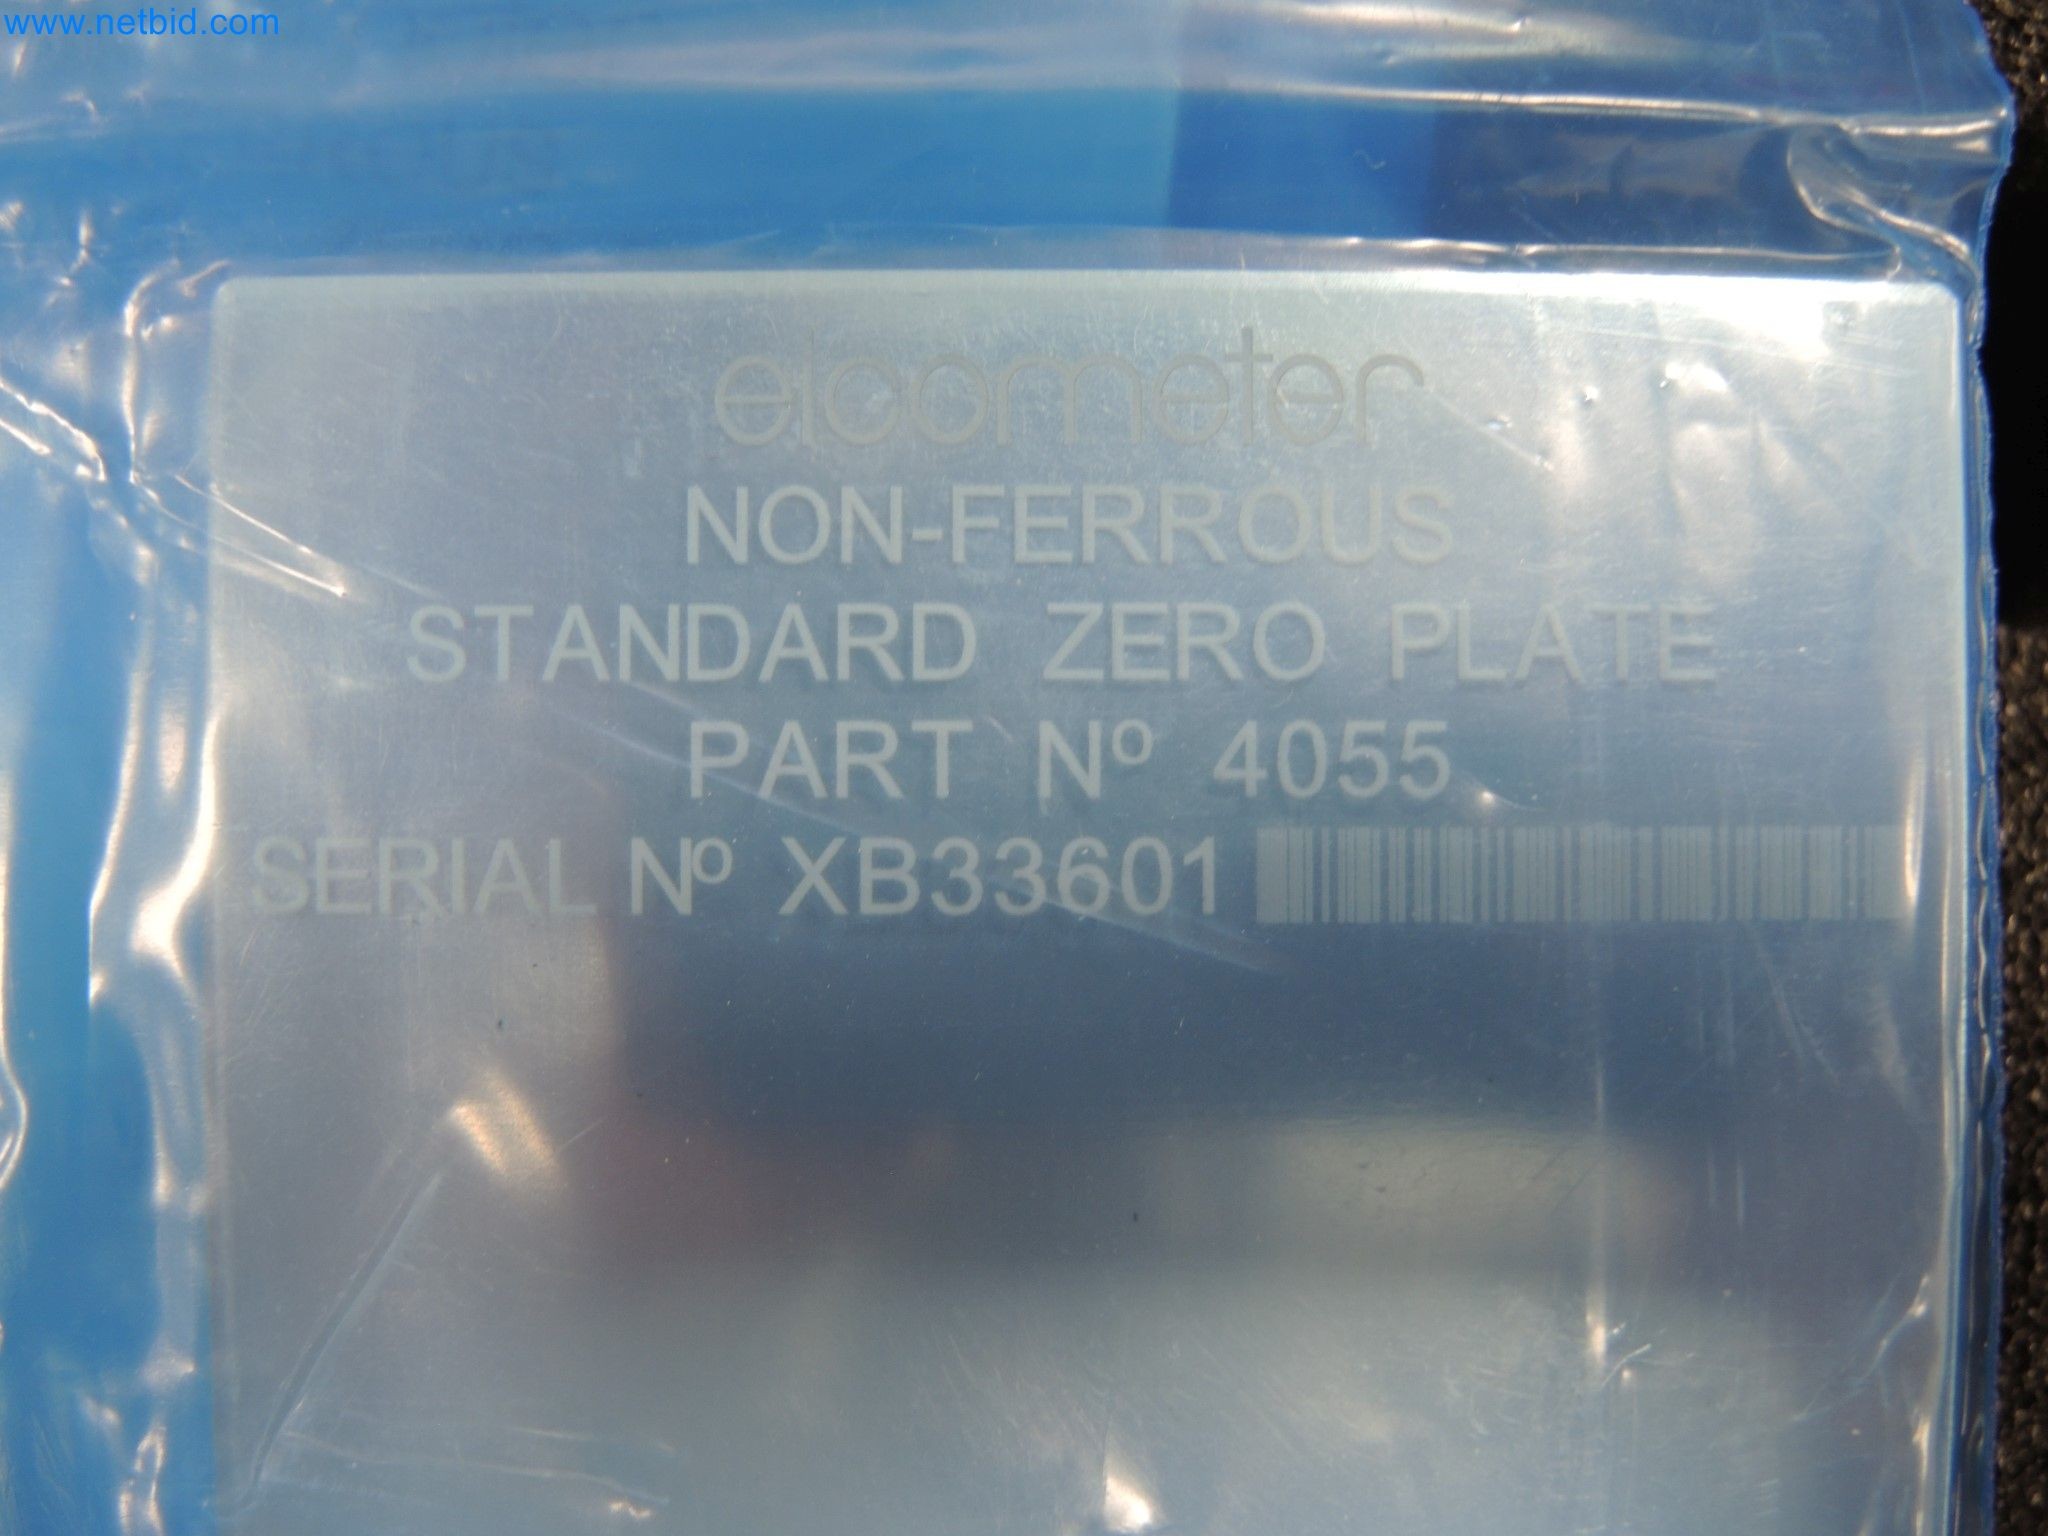 www.netbid.com
elcometer
NON-FERROUS
STANDARD ZERO PLATE
PART Nº 4055
SERIAL Nº XB33601